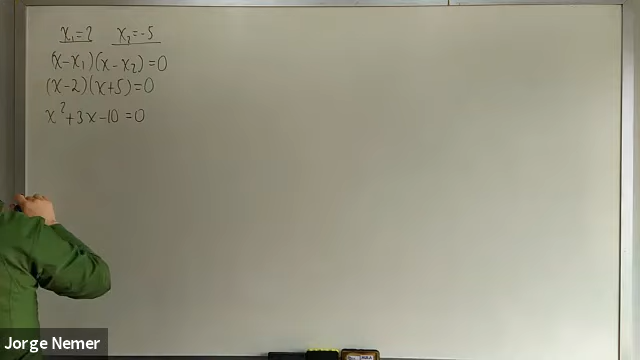 x₁=2 x₂=-5
(x-x₁)(x-x₂)=0
(x-2)(x+5)=0
x²+3x-10=0
Jorge Nemer